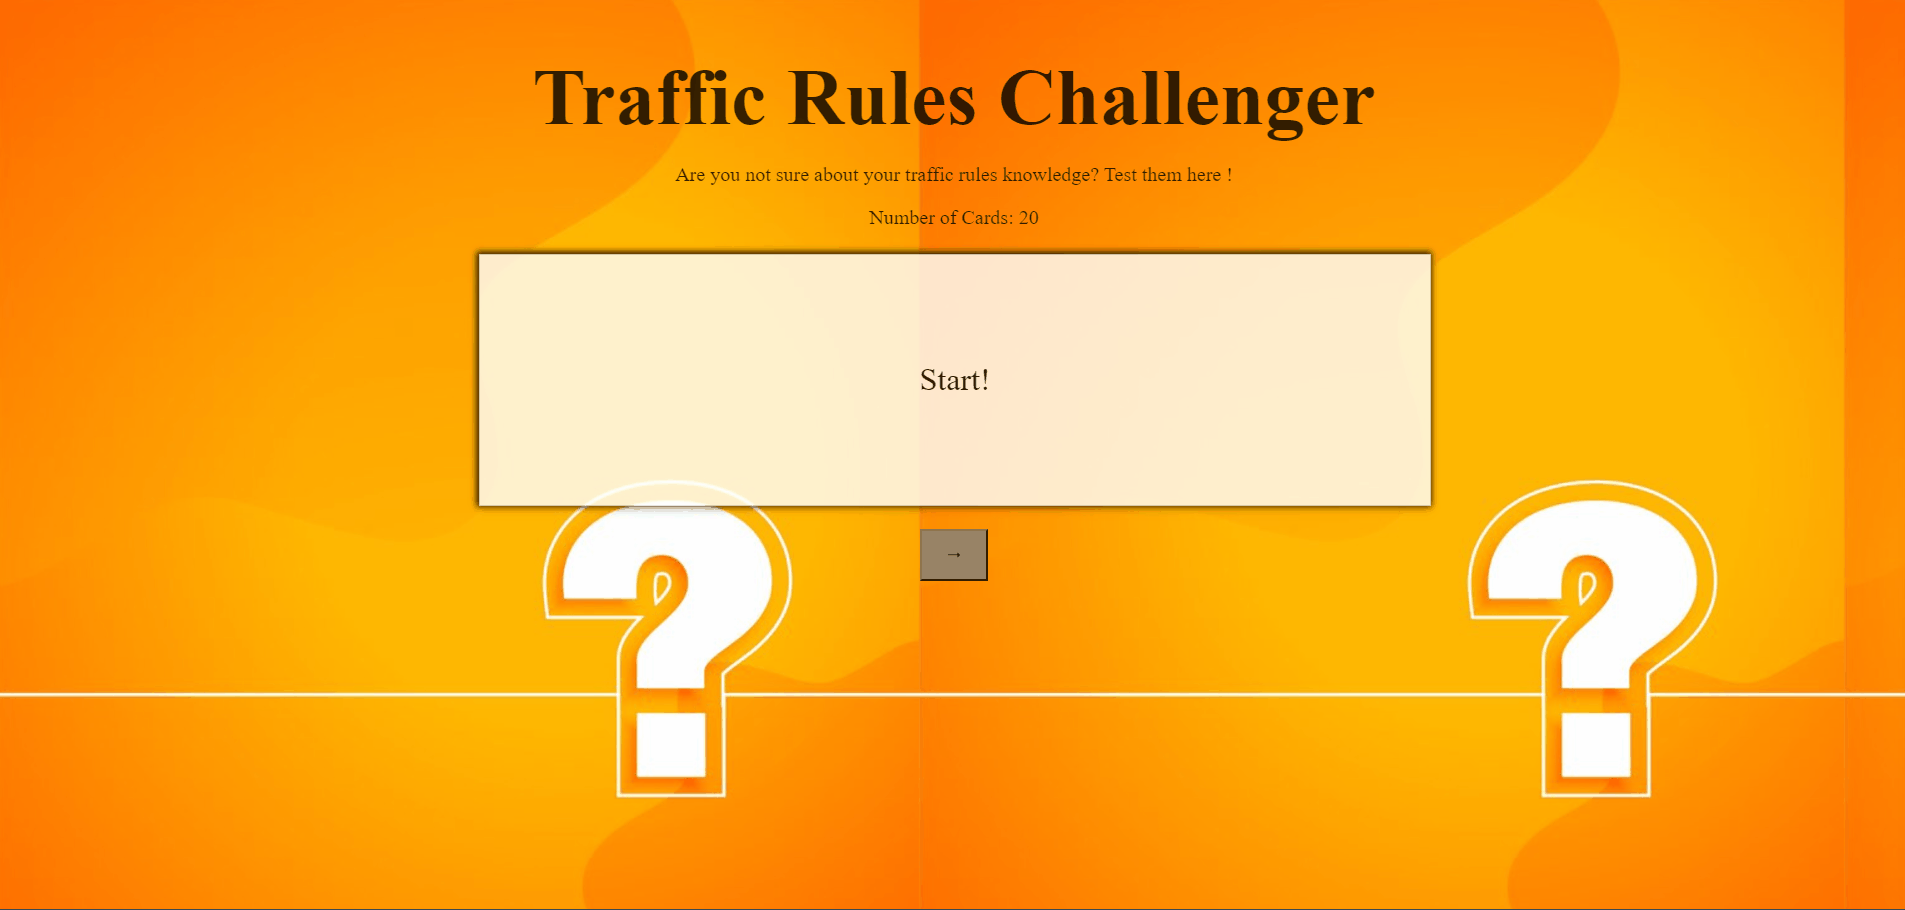 Traffic Rules Challenger
Are you not sure about your traffic rules knowledge? Test them here !
Number of Cards: 20
Start!
→
? ?